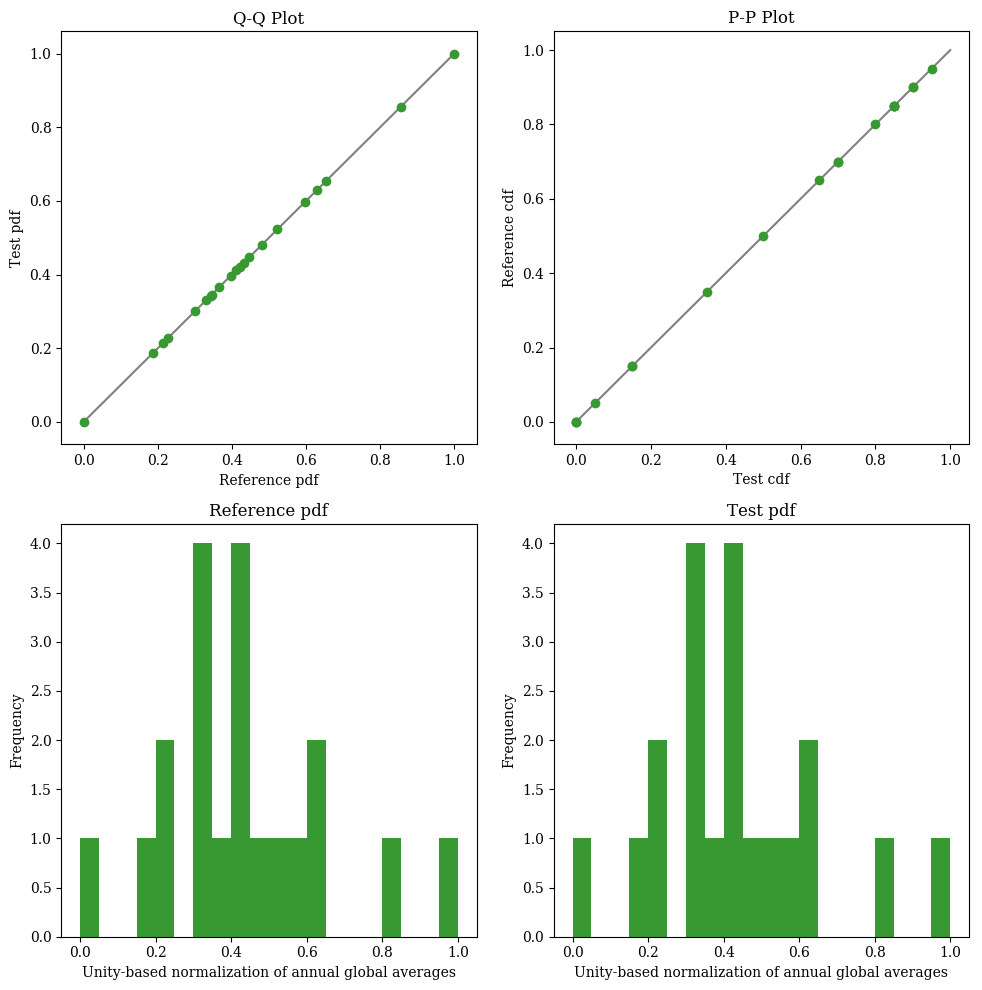 Q-Q Plot
1.0
0.8
0.6
0.4
0.2
0.0
Test pdf
0.0 0.2 0.4 0.6 0.8 1.0
Reference pdf
P-P Plot
1.0
0.8
0.6
0.4
0.2
0.0
Reference cdf
0.0 0.2 0.4 0.6 0.8 1.0
Test cdf
Reference pdf
4.0
3.5
3.0
2.5
2.0
1.5
1.0
0.5
0.0
Frequency
0.0 0.2 0.4 0.6 0.8 1.0
Unity-based normalization of annual global averages
Test pdf
4.0
3.5
3.0
2.5
2.0
1.5
1.0
0.5
0.0
Frequency
0.0 0.2 0.4 0.6 0.8 1.0
Unity-based normalization of annual global averages